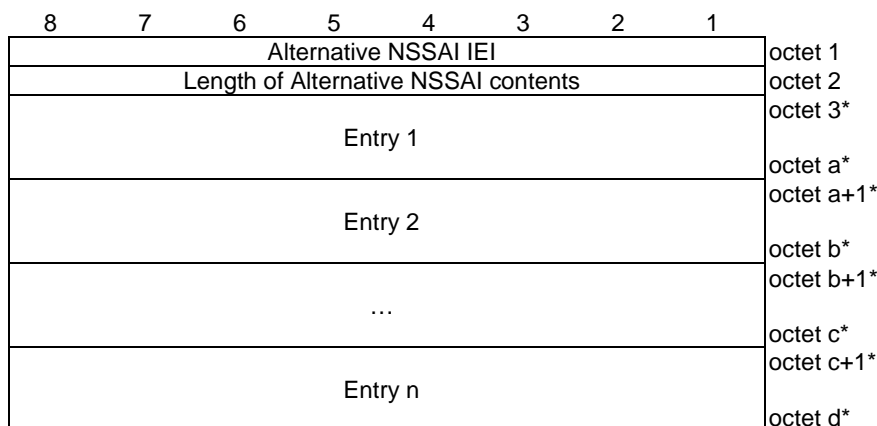 8 7 6 5 4 3 2 1
Alternative NSSAI IEI octet 1
Length of Alternative NSSAI contents octet 2
octet 3*
Entry 1
octet a*
octet a+1*
Entry 2
octet b*
octet b+1*
…
octet c*
octet c+1*
Entry n
octet d*